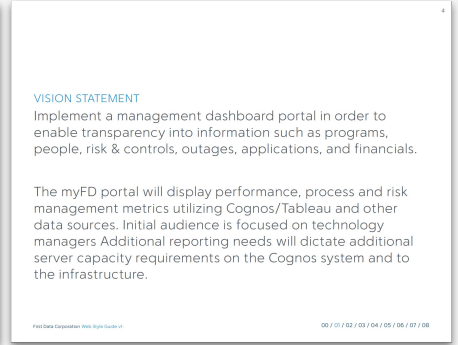 4
VISION STATEMENT
Implement a management dashboard portal in order to
enable transparency into information such as programs,
people, risk & controls, outages, applications, and financials.
The myFD portal will display performance, process and risk
management metrics utilizing Cognos/Tableau and other
data sources. Initial audience is focused on technology
managers Additional reporting needs will dictate additional
server capacity requirements on the Cognos system and to
the infrastructure.
First Data Corporation Web Style Guide v1
00 / 01 / 02 / 03 / 04 / 05 / 06 / 07 / 08